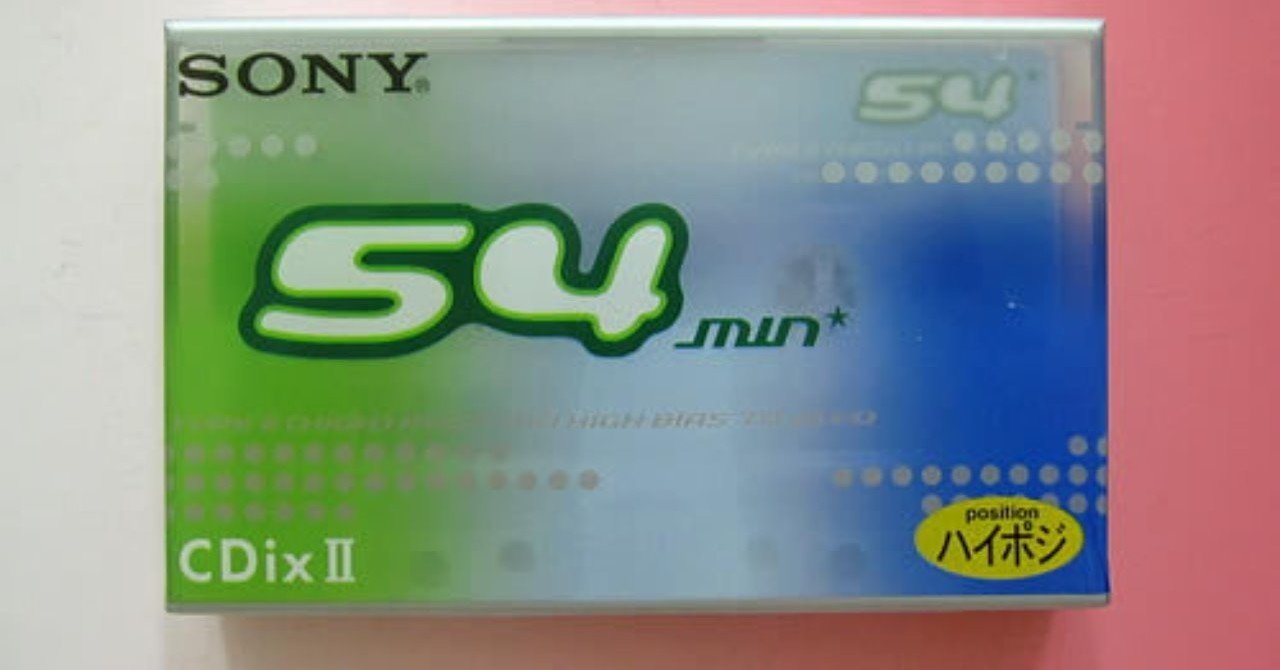 SONY®
54
54 min*
HIGH BIAS
CDix II
position
ハイポジ